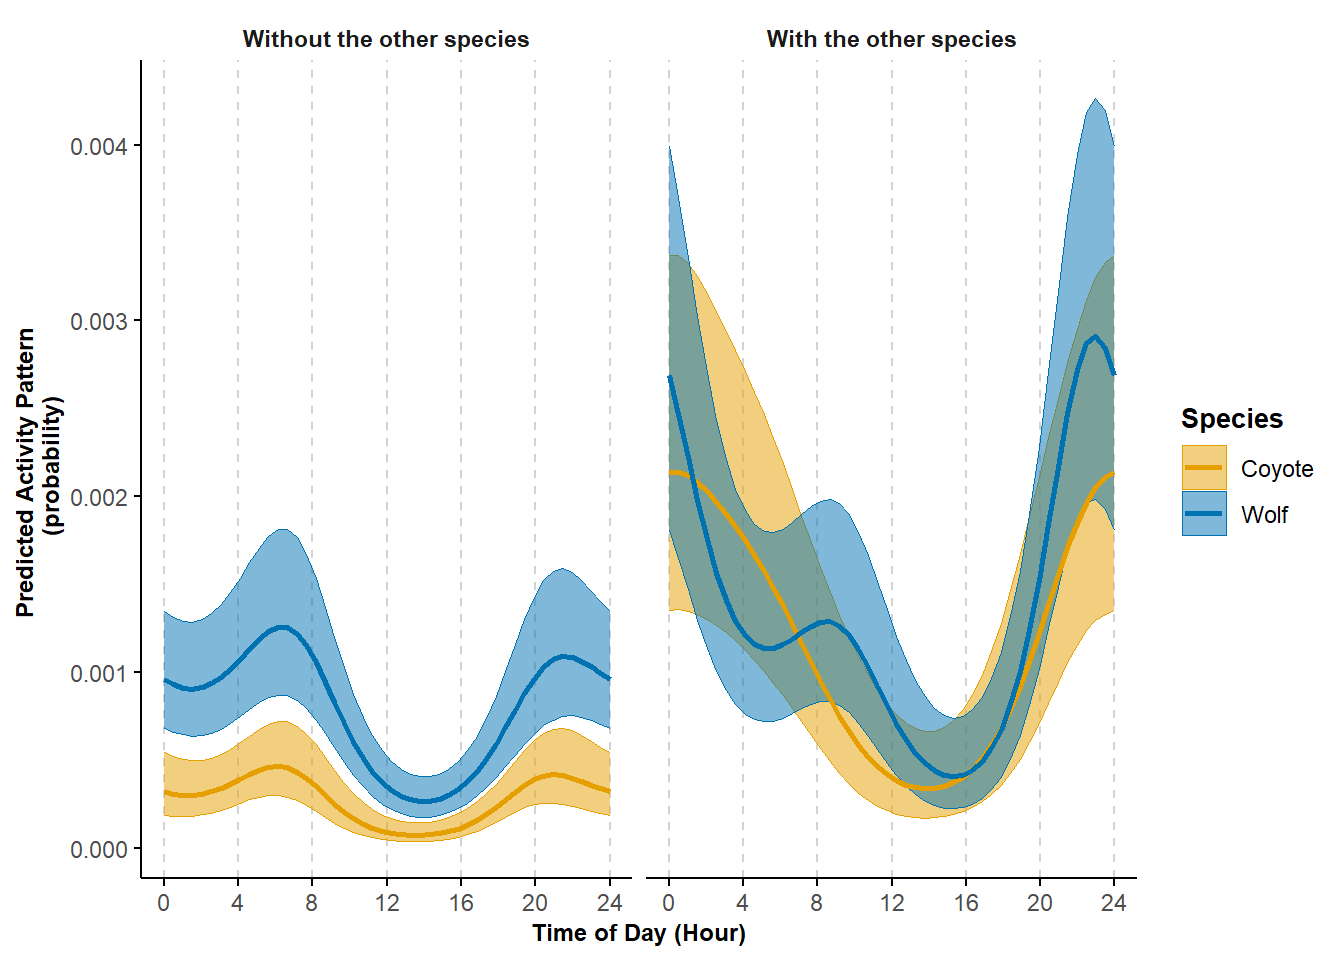 Without the other species
With the other species
0.004
0.003
0.002
0.001
0.000
Predicted Activity Pattern
(probability)
0 4 8 12 16 20 24
0 4 8 12 16 20 24
Time of Day (Hour)
Species
Coyote
Wolf